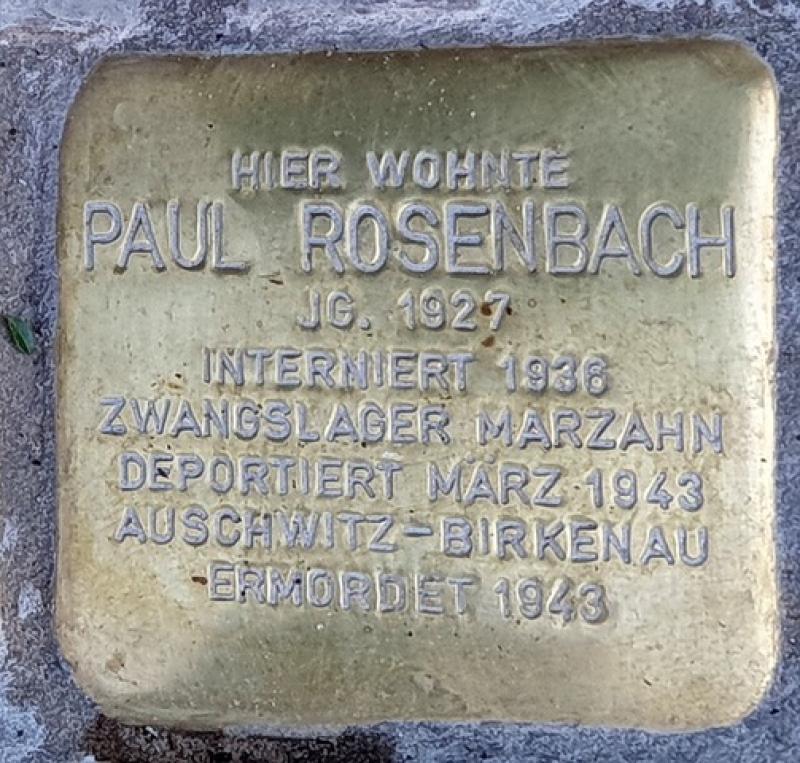 HIER WOHNTE
PAUL ROSENBACH
JG. 1927
INTERNIERT 1936
ZWANGSLAGER MARZAHN
DEPORTIERT MÄRZ 1943
AUSCHWITZ-BIRKENAU
ERMORDET 1943